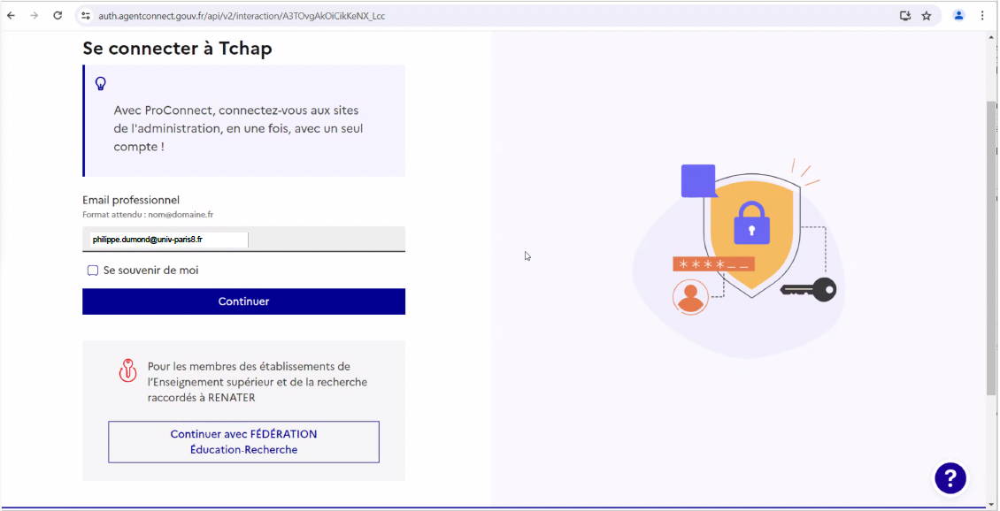 auth.agentconnect.gouv.fr/api/v2/interaction/A3TOvgAkOiCikKeNX_Lcc
Se connecter à Tchap
Avec ProConnect, connectez-vous aux sites
de l'administration, en une fois, avec un seul
compte !
Email professionnel
Format attendu : nom@domaine.fr
philippe.dumond@univ-paris8.fr
Se souvenir de moi
Continuer
Pour les membres des établissements de
l'Enseignement supérieur et de la recherche
raccordés à RENATER
Continuer avec FÉDÉRATION
Éducation-Recherche
****__
?